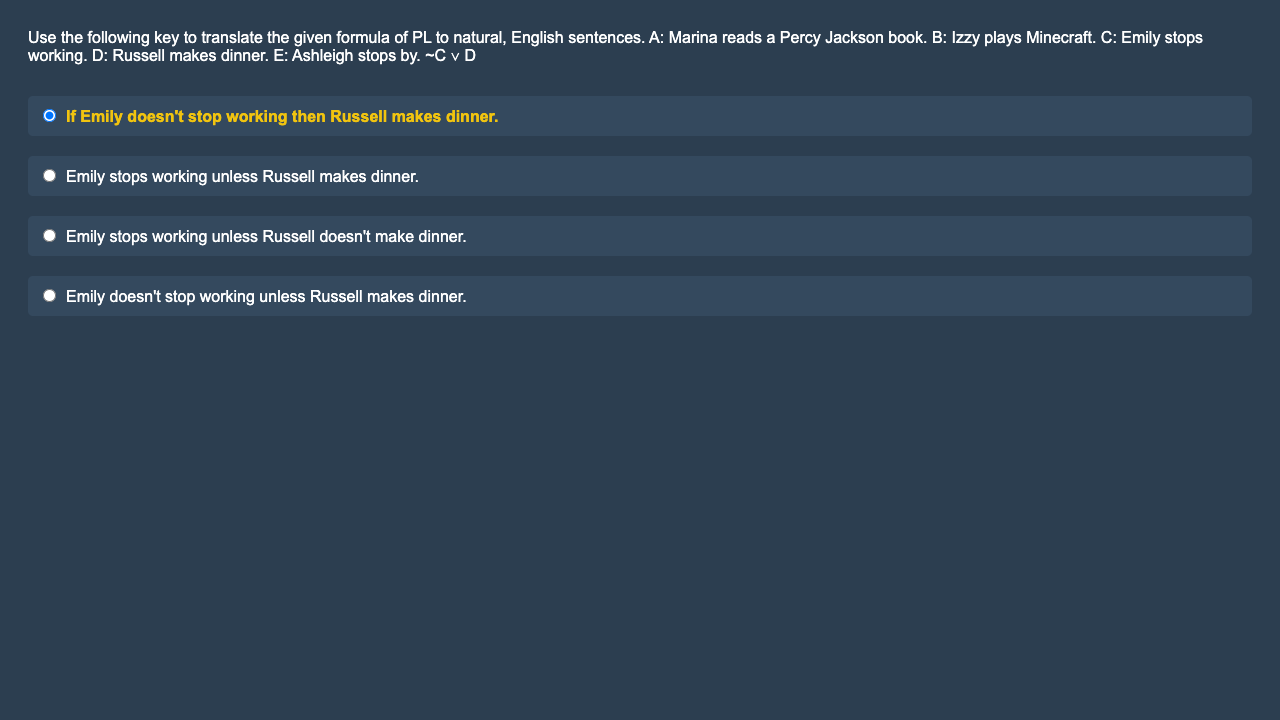 Use the following key to translate the given formula of PL to natural, English sentences. A: Marina reads a Percy Jackson book. B: Izzy plays Minecraft. C: Emily stops
working. D: Russell makes dinner. E: Ashleigh stops by. ~C ∨ D
If Emily doesn't stop working then Russell makes dinner.
Emily stops working unless Russell makes dinner.
Emily stops working unless Russell doesn't make dinner.
Emily doesn't stop working unless Russell makes dinner.